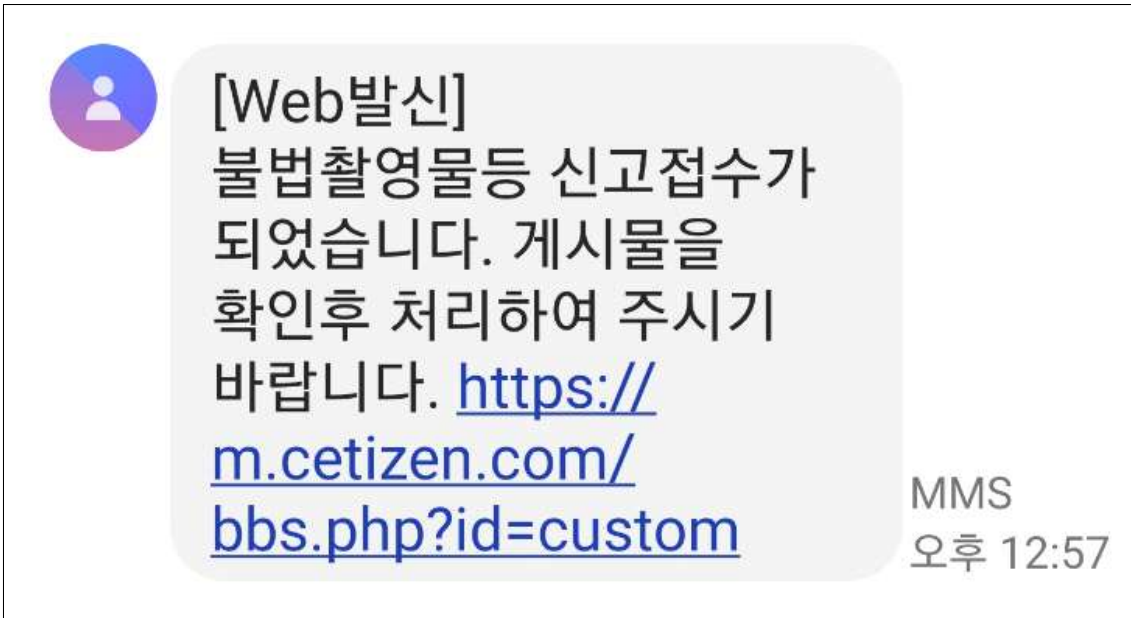 [Web발신]
불법촬영물등 신고접수가
되었습니다. 게시물을
확인후 처리하여 주시기
바랍니다. https://
m.cetizen.com/
bbs.php?id=custom
MMS
오후 12:57